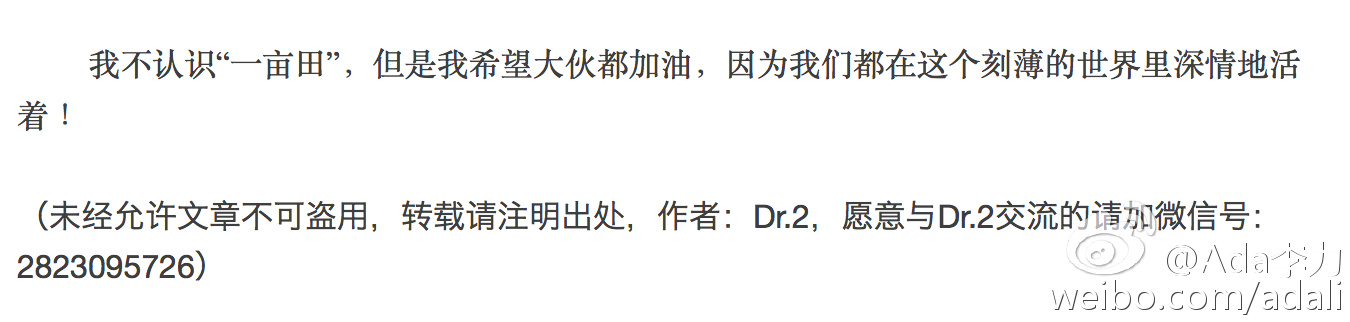 我不认识“一亩田”，但是我希望大伙都加油，因为我们都在这个刻薄的世界里深情地活
着！
（未经允许文章不可盗用，转载请注明出处，作者：Dr.2，愿意与Dr.2交流的请加微信号：
2823095726）
@Ada李力
weibo.com/adali